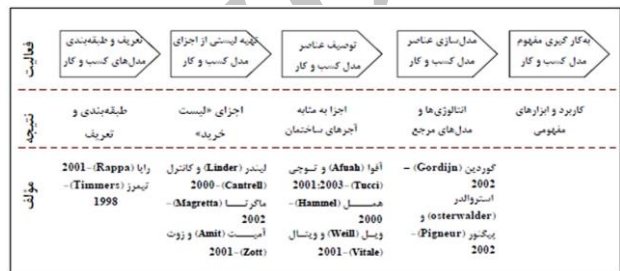 فعالیت
تعریف و طبقه‌بندی
مدل‌های کسب و کار
تهیه لیستی از اجزای
مدل کسب و کار
توصیف عناصر
مدل کسب و کار
مدل‌سازی عناصر
مدل کسب و کار
به‌کار گیری مفهوم
مدل کسب و کار
نتیجه
طبقه‌بندی و
تعریف
اجزای «لیست
خرید»
اجزا به مثابه
آجرهای ساختمان
انتالوژی‌ها و
مدل‌های مرجع
کاربرد و ابزارهای
مفهومی
مؤلف
راپا (Rappa)-2001
تیمرز (Timmers)-
1998
لیندر (Linder) و کانترل
(Cantrell)-2000
ماگرتا (Magretta)-
2002
آمیت (Amit) و زوت
(Zott)-2001
آفوا (Afuah) و توچی
(Tucci)-2001:2003
همل (Hammel)-
2000
ویل (Weill) و ویتال
(Vitale)-2001
گوردین (Gordijn) –
2002
استروالدر
(osterwalder) و
پیگنور (Pigneur)-
2002